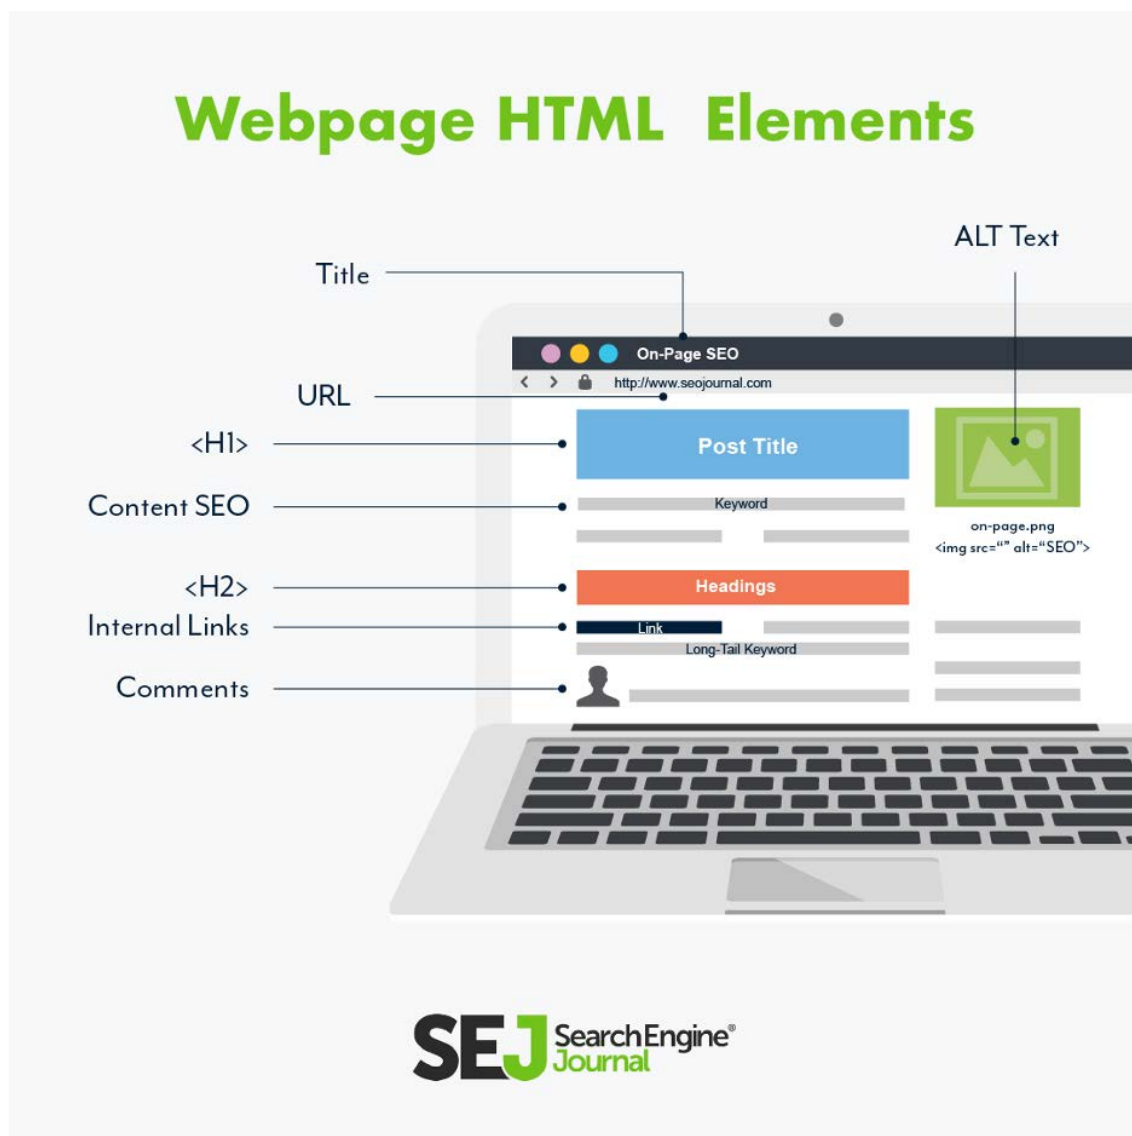 Webpage HTML Elements
ALT Text
Title
On-Page SEO
http://www.seojournal.com
URL
<H1>
Post Title
Content SEO
Keyword
on-page.png
<img src=“” alt=“SEO”>
<H2>
Headings
Internal Links
Link
Long-Tail Keyword
Comments
SEJ SearchEngine®
Journal